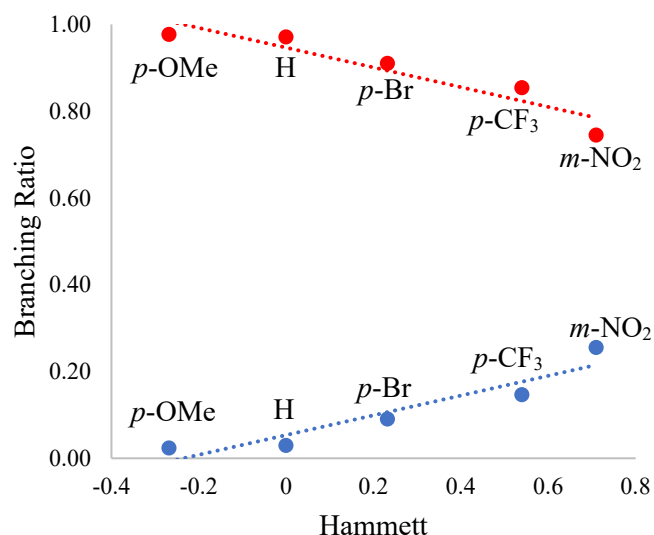 1.00
p-OMe
H
p-Br
0.80
p-CF₃
m-NO₂
0.60
Branching Ratio
0.40
m-NO₂
p-CF₃
0.20
p-Br
p-OMe
H
0.00
-0.4
-0.2
0
0.2
0.4
0.6
0.8
Hammett